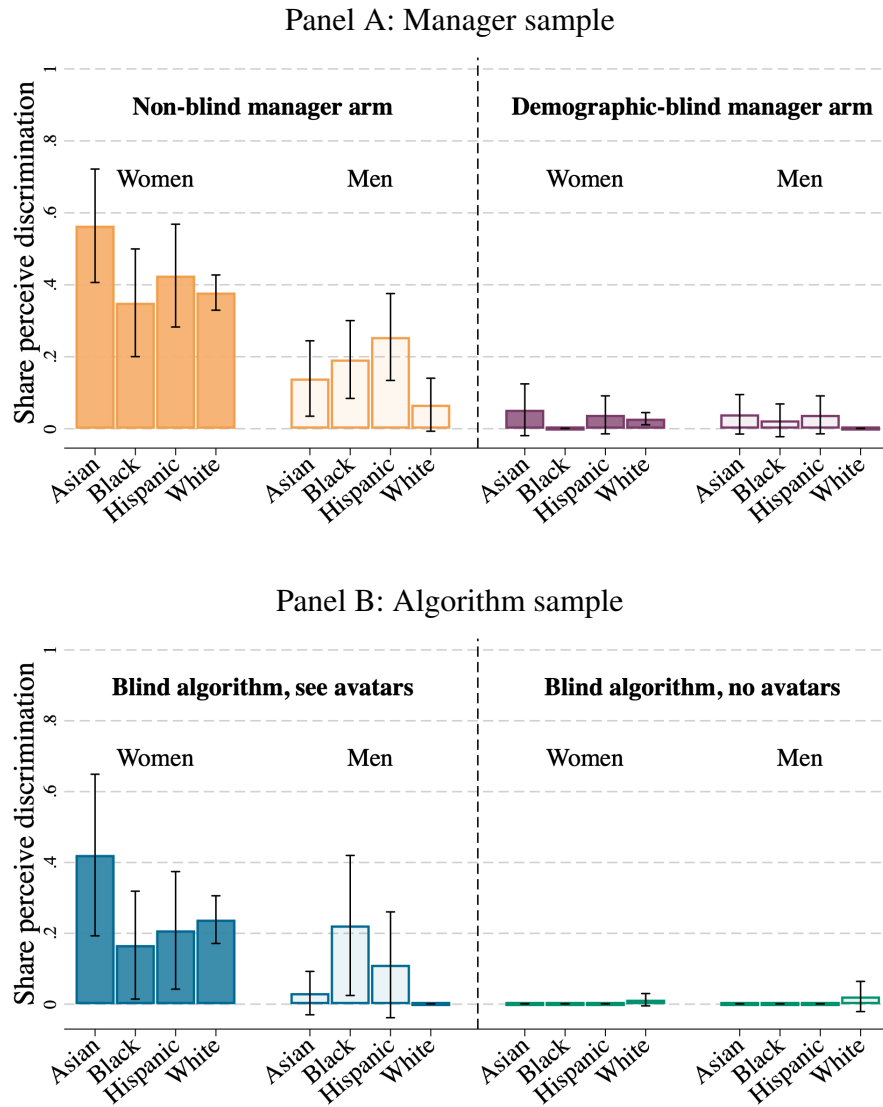 Panel A: Manager sample
Share perceive discrimination
1
.8
.6
.4
.2
0
Non-blind manager arm
Demographic-blind manager arm
Women
Men
Women
Men
Asian
Black
Hispanic
White
Asian
Black
Hispanic
White
Asian
Black
Hispanic
White
Asian
Black
Hispanic
White
Panel B: Algorithm sample
Share perceive discrimination
1
.8
.6
.4
.2
0
Blind algorithm, see avatars
Blind algorithm, no avatars
Women
Men
Women
Men
Asian
Black
Hispanic
White
Asian
Black
Hispanic
White
Asian
Black
Hispanic
White
Asian
Black
Hispanic
White